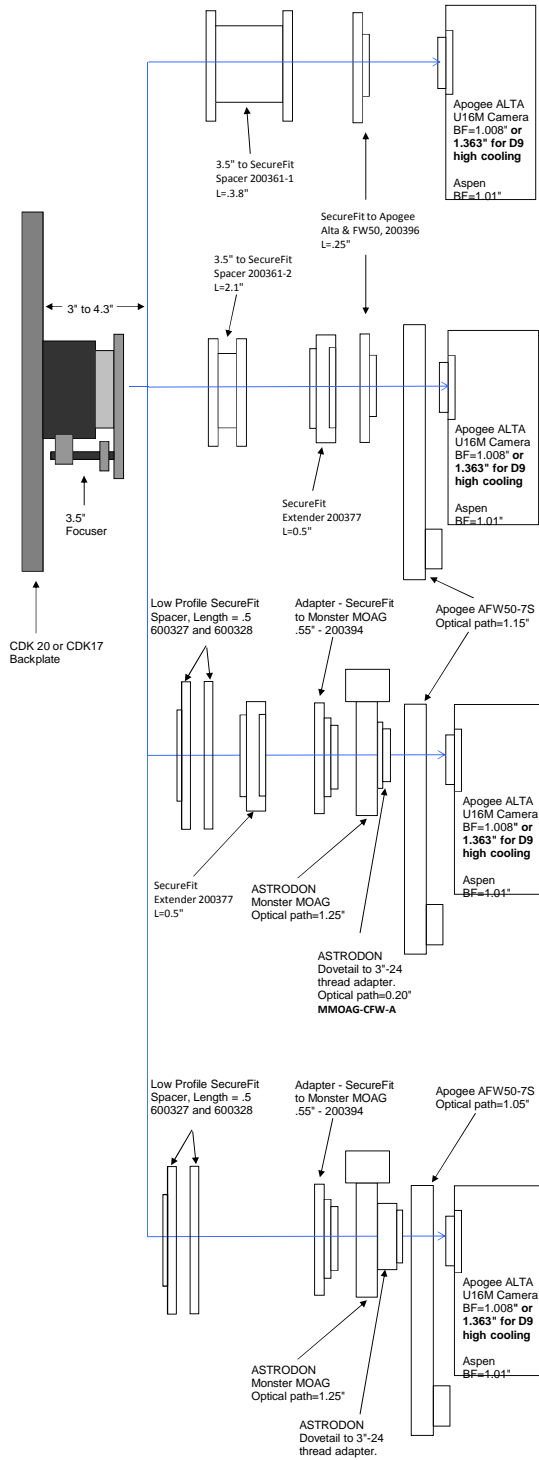 3.5" to SecureFit
Spacer 200361-1
L=.3.8"
Apogee ALTA
U16M Camera
BF=1.008" or
1.363" for D9
high cooling
Aspen
BF=1.01"
SecureFit to Apogee
Alta & FW50, 200396
L=.25"
3.5" to SecureFit
Spacer 200361-2
L=2.1"
3" to 4.3"
Apogee ALTA
U16M Camera
BF=1.008" or
1.363" for D9
high cooling
Aspen
BF=1.01"
SecureFit
Extender 200377
L=0.5"
3.5"
Focuser
CDK 20 or CDK17
Backplate
Low Profile SecureFit
Spacer, Length = .5
600327 and 600328
Adapter - SecureFit
to Monster MOAG
.55" - 200394
Apogee AFW50-7S
Optical path=1.15"
Apogee ALTA
U16M Camera
BF=1.008" or
1.363" for D9
high cooling
Aspen
BF=1.01"
SecureFit
Extender 200377
L=0.5"
ASTRODON
Monster MOAG
Optical path=1.25"
ASTRODON
Dovetail to 3"-24
thread adapter.
Optical path=0.20"
MMOAG-CFW-A
Low Profile SecureFit
Spacer, Length = .5
600327 and 600328
Adapter - SecureFit
to Monster MOAG
.55" - 200394
Apogee AFW50-7S
Optical path=1.05"
Apogee ALTA
U16M Camera
BF=1.008" or
1.363" for D9
high cooling
Aspen
BF=1.01"
ASTRODON
Monster MOAG
Optical path=1.25"
ASTRODON
Dovetail to 3"-24
thread adapter.